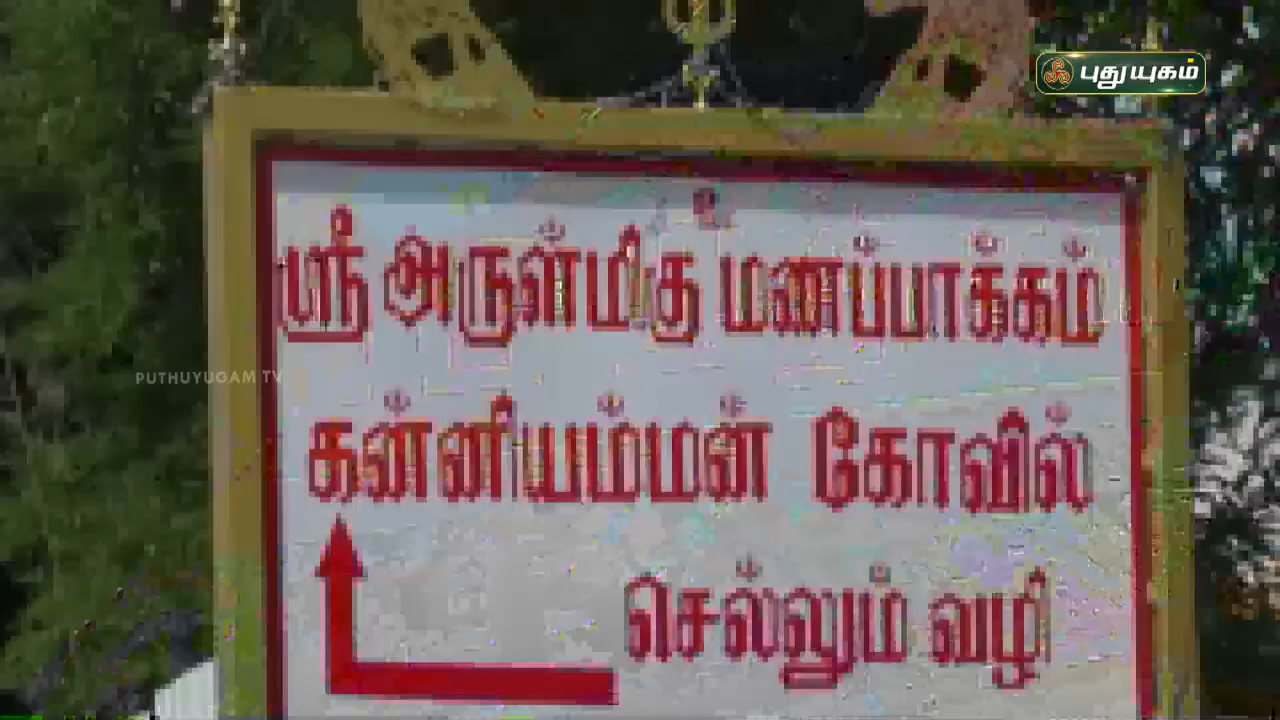 புதுயுகம்
உ
ஸ்ரீ அருள்மிகு மணப்பாக்கம்
கன்னியம்மன் கோவில்
செல்லும் வழி
PUTHUYUGAM TV